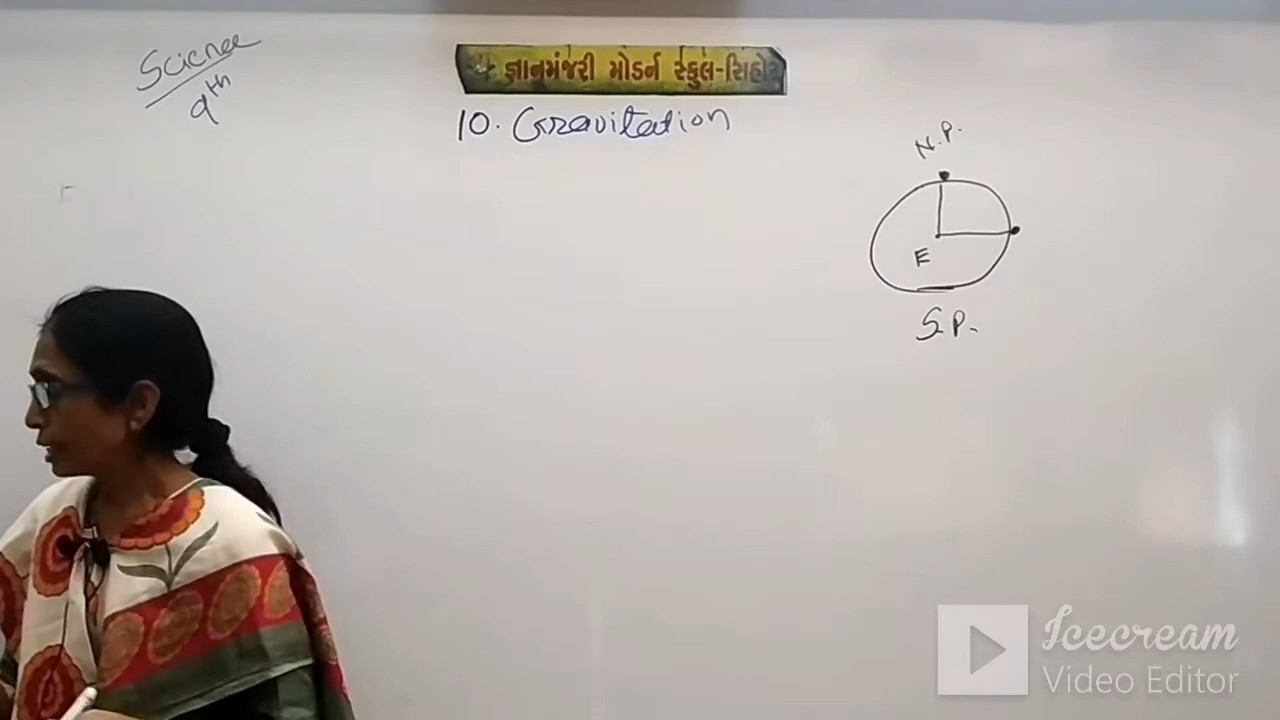 Science
9th
જ્ઞાનમંજરી મોડર્ન સ્કુલ-સિહોર
10. Gravitation
N.P.
E
S.P.
Icecream
Video Editor